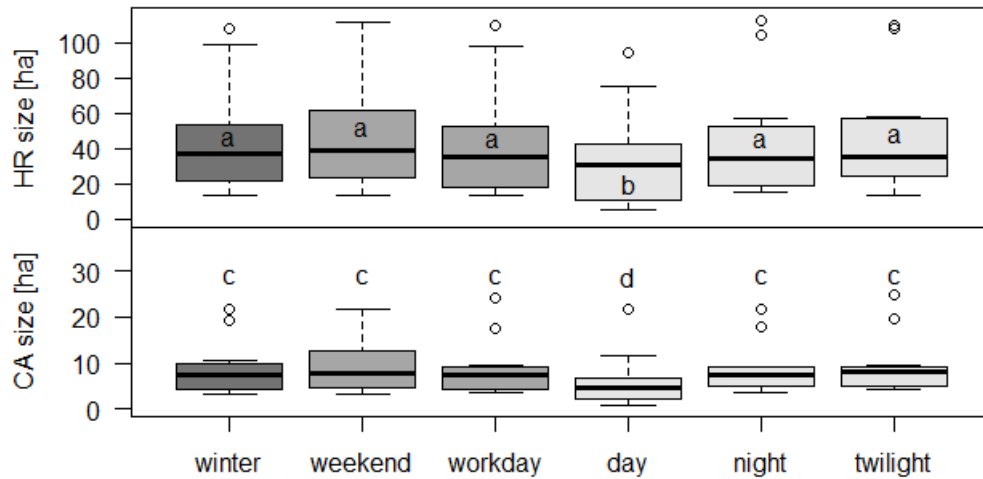 HR size [ha]
100
80
60
40
20
0
a
a
a
b
a
a
CA size [ha]
30
20
10
0
c
c
c
d
c
c
winter weekend workday day night twilight